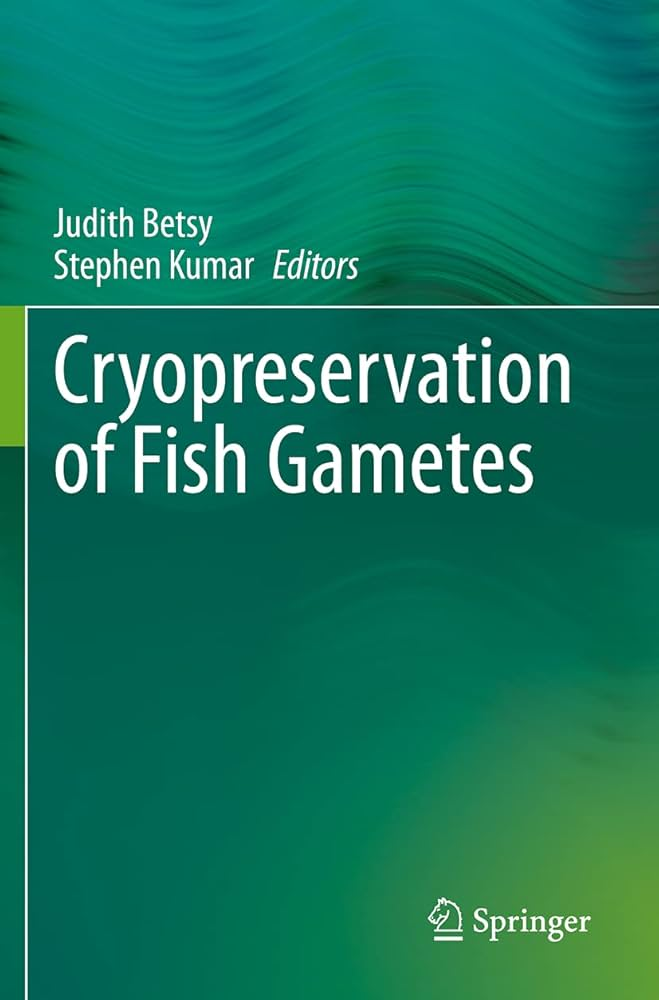 Judith Betsy
Stephen Kumar Editors
Cryopreservation
of Fish Gametes
Springer